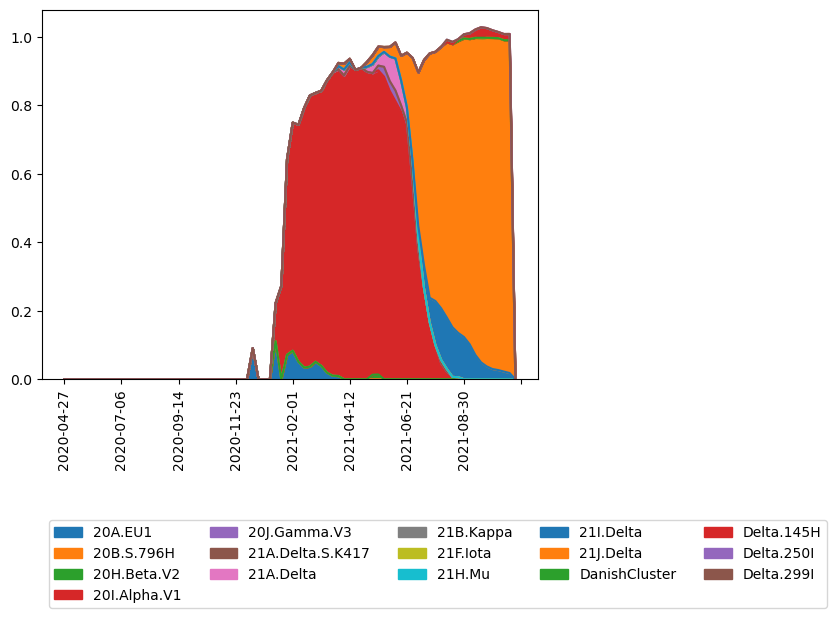 1.0
0.8
0.6
0.4
0.2
0.0
2020-04-27
2020-07-06
2020-09-14
2020-11-23
2021-02-01
2021-04-12
2021-06-21
2021-08-30
20A.EU1
20B.S.796H
20H.Beta.V2
20I.Alpha.V1
20J.Gamma.V3
21A.Delta.S.K417
21A.Delta
21B.Kappa
21F.Iota
21H.Mu
21I.Delta
21J.Delta
DanishCluster
Delta.145H
Delta.250I
Delta.299I